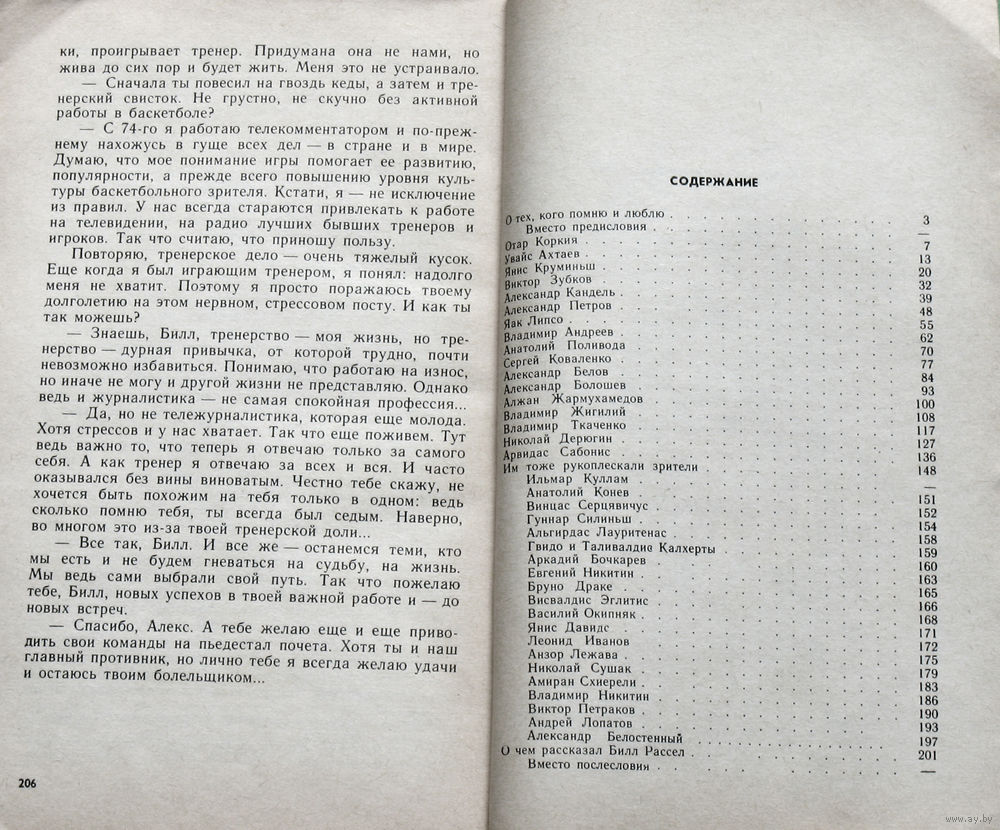 ки, проигрывает тренер. Придумана она не нами, но
жива до сих пор и будет жить. Меня это не устраивало.
— Сначала ты повесил на гвоздь кеды, а затем и тре-
нерский свисток. Не грустно, не скучно без активной
работы в баскетболе?
— С 74-го я работаю телекомментатором и по-преж-
нему нахожусь в гуще всех дел — в стране и в мире.
Думаю, что мое понимание игры помогает ее развитию,
популярности, а прежде всего повышению уровня куль-
туры баскетбольного зрителя. Кстати, я — не исключение
из правил. У нас всегда стараются привлекать к работе
на телевидении, на радио лучших бывших тренеров и
игроков. Так что считаю, что приношу пользу.
Повторяю, тренерское дело — очень тяжелый кусок.
Еще когда я был играющим тренером, я понял: надолго
меня не хватит. Поэтому я просто поражаюсь твоему
долголетию на этом нервном, стрессовом посту. И как ты
так можешь?
— Знаешь, Билл, тренерство — моя жизнь, но тре-
нерство — дурная привычка, от которой трудно, почти
невозможно избавиться. Понимаю, что работаю на износ,
но иначе не могу и другой жизни не представляю. Однако
ведь и журналистика — не самая спокойная профессия...
— Да, но не тележурналистика, которая еще молода.
Хотя стрессов и у нас хватает. Так что еще поживем. Тут
ведь важно то, что теперь я отвечаю только за самого
себя. А как тренер я отвечаю за всех и вся. И часто
оказывался без вины виноватым. Честно тебе скажу, не
хочется быть похожим на тебя только в одном: ведь
сколько помню тебя, ты всегда был седым. Наверно,
во многом это из-за твоей тренерской доли...
— Все так, Билл. И все же — останемся теми, кто
мы есть и не будем гневаться на судьбу, на жизнь.
Мы ведь сами выбрали свой путь. Так что пожелаю
тебе, Билл, новых успехов в твоей важной работе и — до
новых встреч.
— Спасибо, Алекс. А тебе желаю еще и еще приво-
дить свои команды на пьедестал почета. Хотя ты и наш
главный противник, но лично тебе я всегда желаю удачи
и остаюсь твоим болельщиком...
206
СОДЕРЖАНИЕ
О тех, кого помню и люблю . . . . . . . . . . 3
Вместо предисловия . . . . . . . . . . —
Отар Коркия . . . . . . . . . . 7
Увайс Ахтаев . . . . . . . . . . 13
Янис Круминьш . . . . . . . . . . 20
Виктор Зубков . . . . . . . . . . 32
Александр Кандель . . . . . . . . . . 39
Александр Петров . . . . . . . . . . 48
Яак Липсо . . . . . . . . . . 55
Владимир Андреев . . . . . . . . . . 62
Анатолий Поливода . . . . . . . . . . 70
Сергей Коваленко . . . . . . . . . . 77
Александр Белов . . . . . . . . . . 84
Александр Болошев . . . . . . . . . . 93
Алжан Жармухамедов . . . . . . . . . . 100
Владимир Жигилий . . . . . . . . . . 108
Владимир Ткаченко . . . . . . . . . . 117
Николай Дерюгин . . . . . . . . . . 127
Арвидас Сабонис . . . . . . . . . . 136
Им тоже рукоплескали зрители . . . . . . . . . . 148
Ильмар Куллам . . . . . . . . . . —
Анатолий Конев . . . . . . . . . . 151
Винцас Серцявичус . . . . . . . . . . 152
Гуннар Силиньш . . . . . . . . . . 154
Альгирдас Лауритенас . . . . . . . . . . 158
Гвидо и Таливалдис Калхерты . . . . . . . . . . 159
Аркадий Бочкарев . . . . . . . . . . 160
Евгений Никитин . . . . . . . . . . 163
Бруно Драке . . . . . . . . . . 165
Висвалдис Эглитис . . . . . . . . . . 166
Василий Окипняк . . . . . . . . . . 168
Янис Давидс . . . . . . . . . . 171
Леонид Иванов . . . . . . . . . . 172
Анзор Лежава . . . . . . . . . . 175
Николай Сушак . . . . . . . . . . 179
Амиран Схиерели . . . . . . . . . . 183
Владимир Никитин . . . . . . . . . . 186
Виктор Петраков . . . . . . . . . . 190
Андрей Лопатов . . . . . . . . . . 193
Александр Белостенный . . . . . . . . . . 197
О чем рассказал Билл Рассел . . . . . . . . . . 201
Вместо послесловия . . . . . . . . . . —
www.ay.by